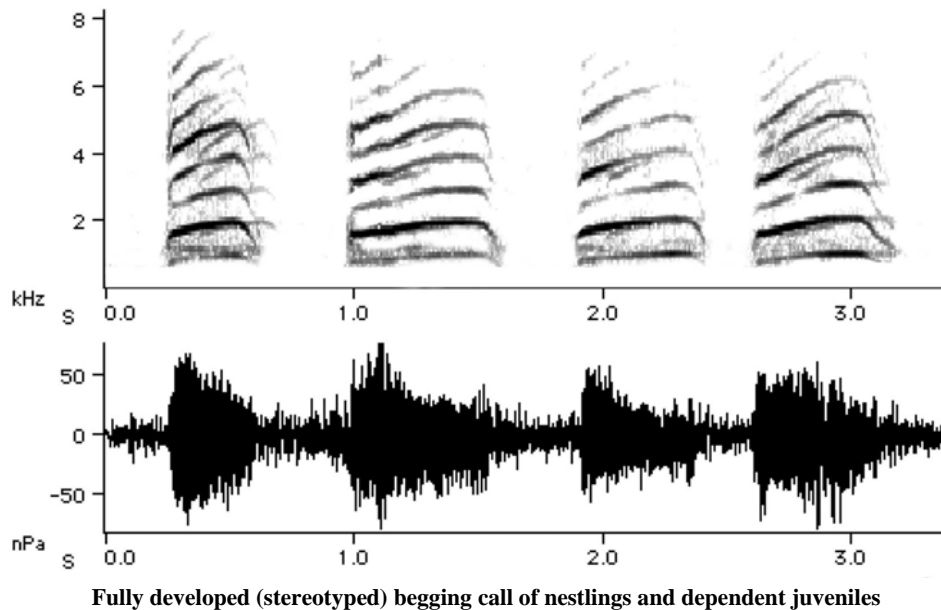 8
6
4
2
kHz
S 0.0 1.0 2.0 3.0
50
0
-50
nPa
S 0.0 1.0 2.0 3.0
Fully developed (stereotyped) begging call of nestlings and dependent juveniles